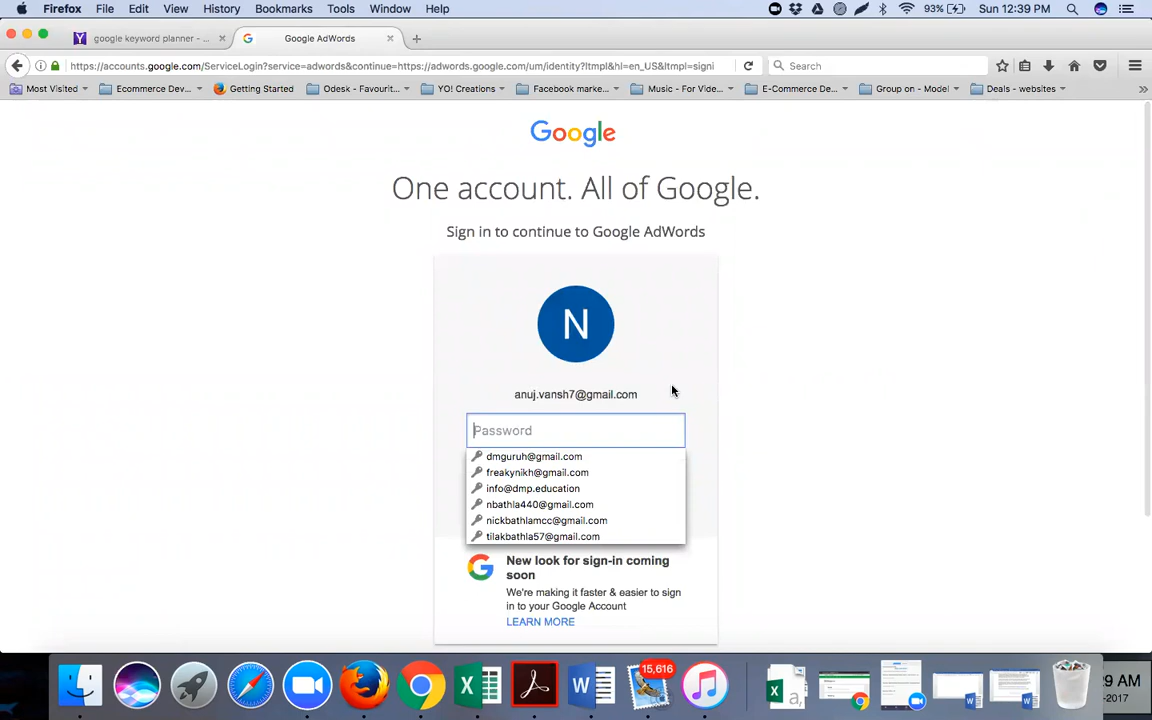 Firefox File Edit View History Bookmarks Tools Window Help 93% Sun 12:39 PM
google keyword planner - ... Google AdWords
https://accounts.google.com/ServiceLogin?service=adwords&continue=https://adwords.google.com/um/identity?ltmpl&hl=en_US&ltmpl=signi Search
Most Visited Ecommerce Dev... Getting Started Odesk - Favourit... YO! Creations Facebook marke... Music - For Vide... E-Commerce De... Group on - Model Deals - websites
Google
One account. All of Google.
Sign in to continue to Google AdWords
N
anuj.vansh7@gmail.com
Password
dmguruh@gmail.com
freakynikh@gmail.com
info@dmp.education
nbathla440@gmail.com
nickbathlamcc@gmail.com
tilakbathla57@gmail.com
New look for sign-in coming
soon
We're making it faster & easier to sign
in to your Google Account
LEARN MORE
15,616
29 AM
-2017